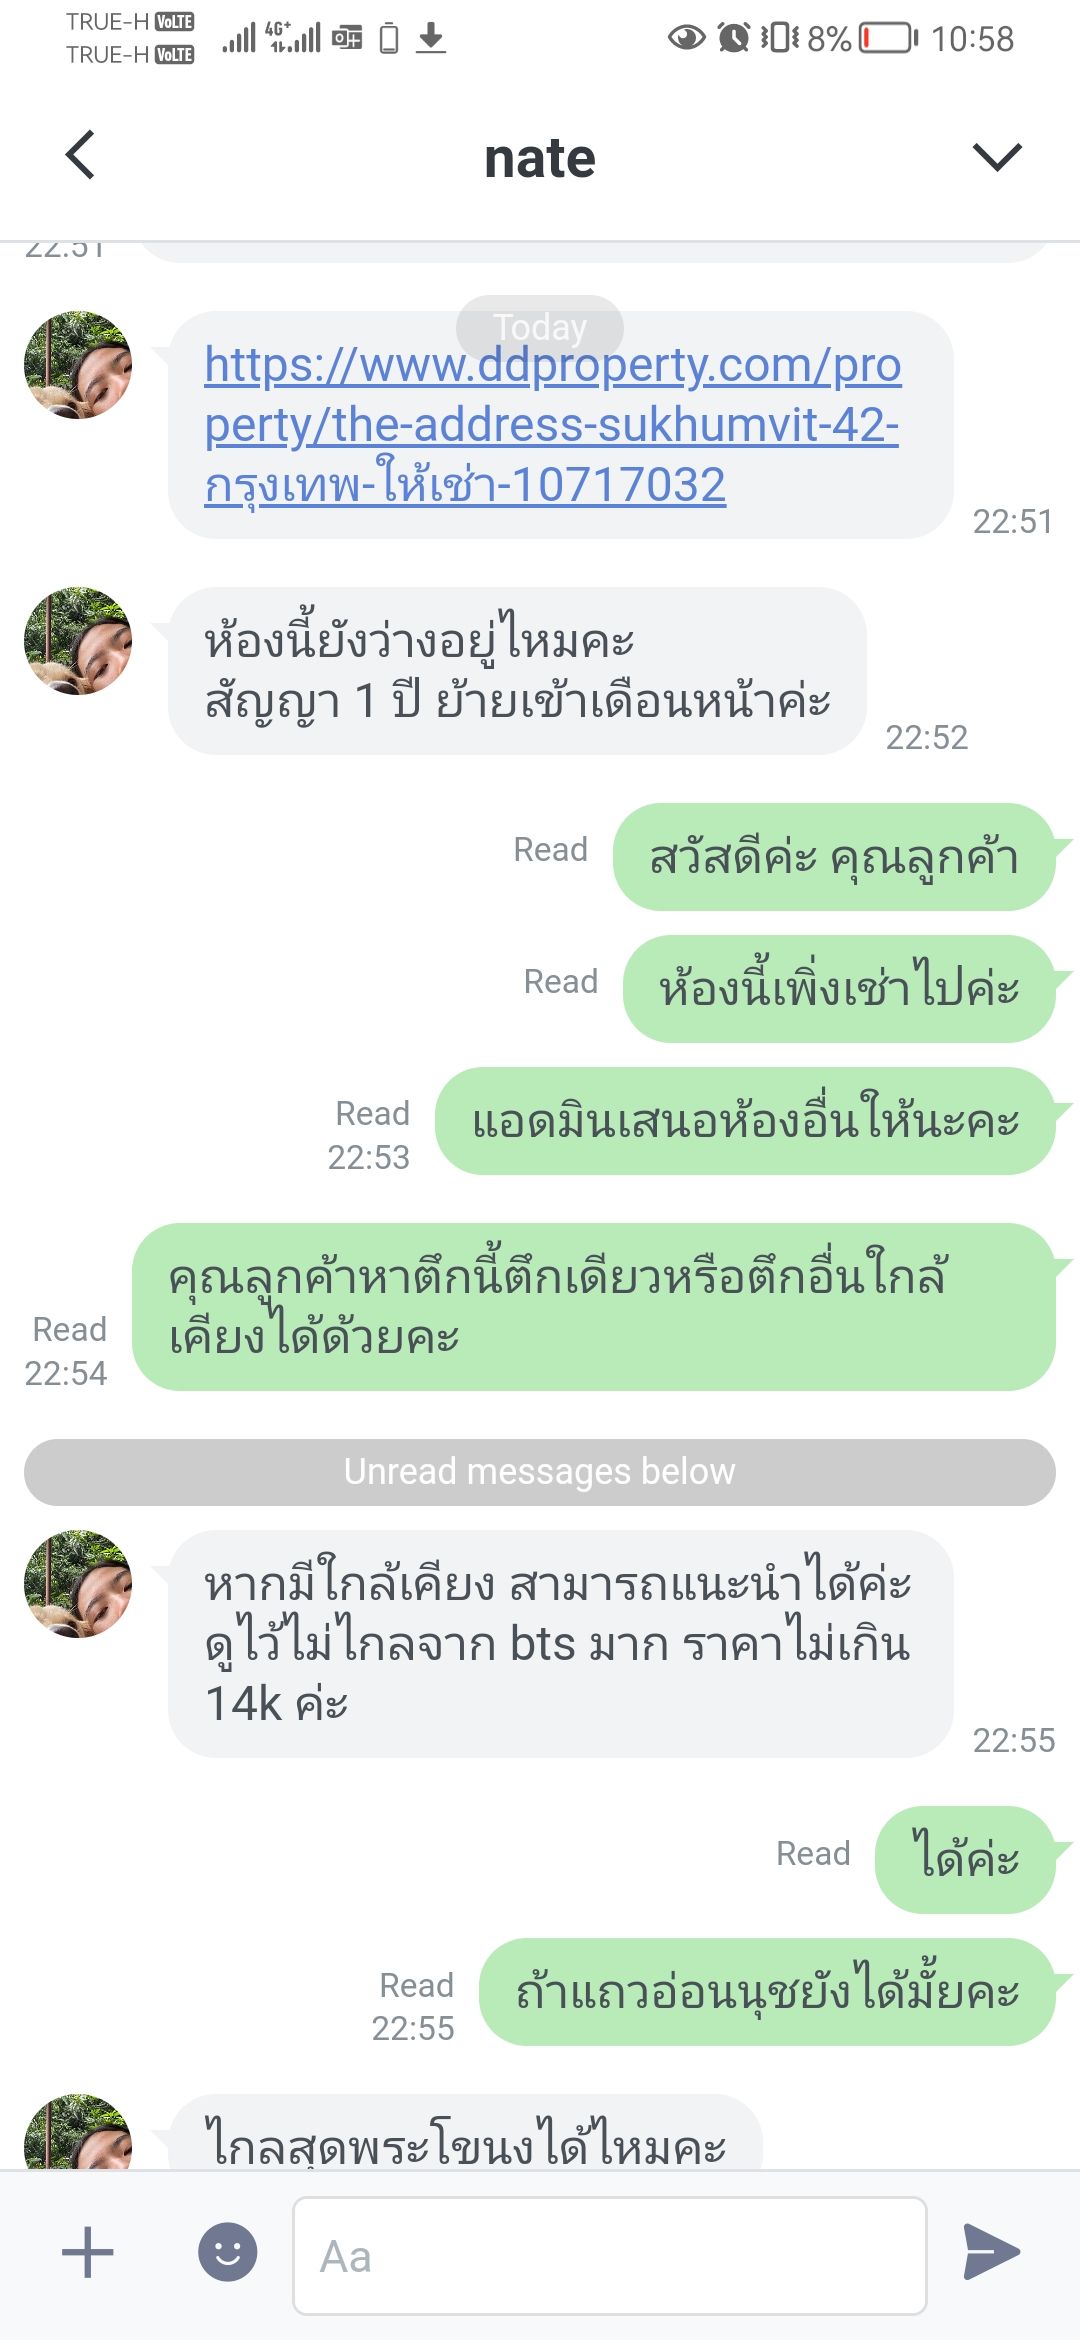 TRUE-H VoLTE
TRUE-H VoLTE
4G+
8%
10:58
nate
22:51
Today
https://www.ddproperty.com/pro
perty/the-address-sukhumvit-42-
กรุงเทพ-ให้เช่า-10717032
22:51
ห้องนี้ยังว่างอยู่ไหมคะ
สัญญา 1 ปี ย้ายเข้าเดือนหน้าค่ะ
22:52
Read
สวัสดีค่ะ คุณลูกค้า
Read
ห้องนี้เพิ่งเช่าไปค่ะ
Read
22:53
แอดมินเสนอห้องอื่นให้นะคะ
คุณลูกค้าหาตึกนี้ตึกเดียวหรือตึกอื่นใกล้
เคียงได้ด้วยคะ
Read
22:54
Unread messages below
หากมีใกล้เคียง สามารถแนะนำได้ค่ะ
ดูไว้ไม่ไกลจาก bts มาก ราคาไม่เกิน
14k ค่ะ
22:55
Read
ได้ค่ะ
Read
22:55
ถ้าแถวอ่อนนุชยังได้มั้ยคะ
ไกลสุดพระโขนงได้ไหมคะ
Aa